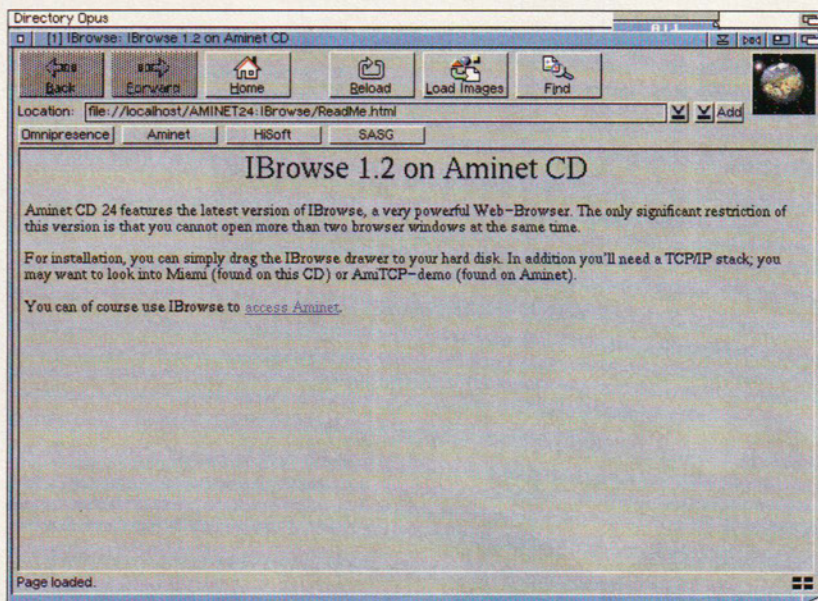 Directory Opus
[1] IBrowse: IBrowse 1.2 on Aminet CD
Back Forward Home Reload Load Images Find
Location: file://localhost/AMINET24:IBrowse/ReadMe.html Add
Omnipresence Aminet HiSoft SASG
IBrowse 1.2 on Aminet CD
Aminet CD 24 features the latest version of IBrowse, a very powerful Web-Browser. The only significant restriction of
this version is that you cannot open more than two browser windows at the same time.
For installation, you can simply drag the IBrowse drawer to your hard disk. In addition you'll need a TCP/IP stack; you
may want to look into Miami (found on this CD) or AmiTCP-demo (found on Aminet).
You can of course use IBrowse to access Aminet.
Page loaded.